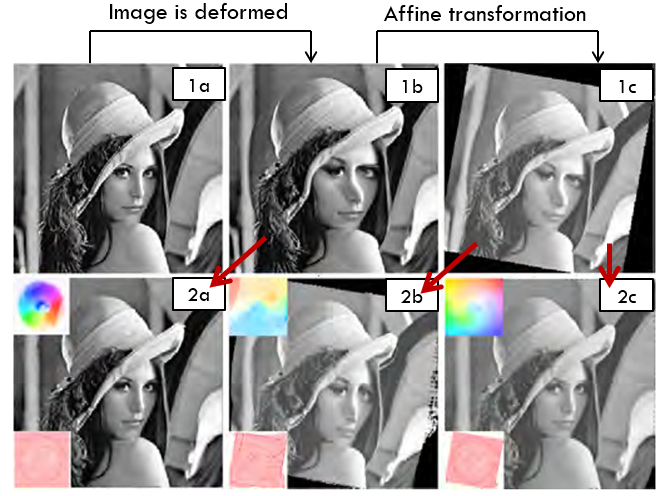 Image is deformed
Affine transformation
1a
1b
1c
2a
2b
2c